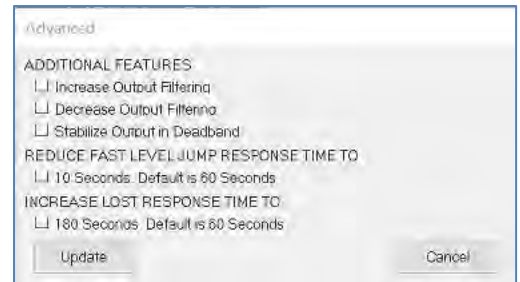 Advanced
ADDITIONAL FEATURES
Increase Output Filtering
Decrease Output Filtering
Stabilize Output in Deadband
REDUCE FAST LEVEL JUMP RESPONSE TIME TO
10 Seconds. Default is 60 Seconds
INCREASE LOST RESPONSE TIME TO
180 Seconds. Default is 60 Seconds
Update Cancel